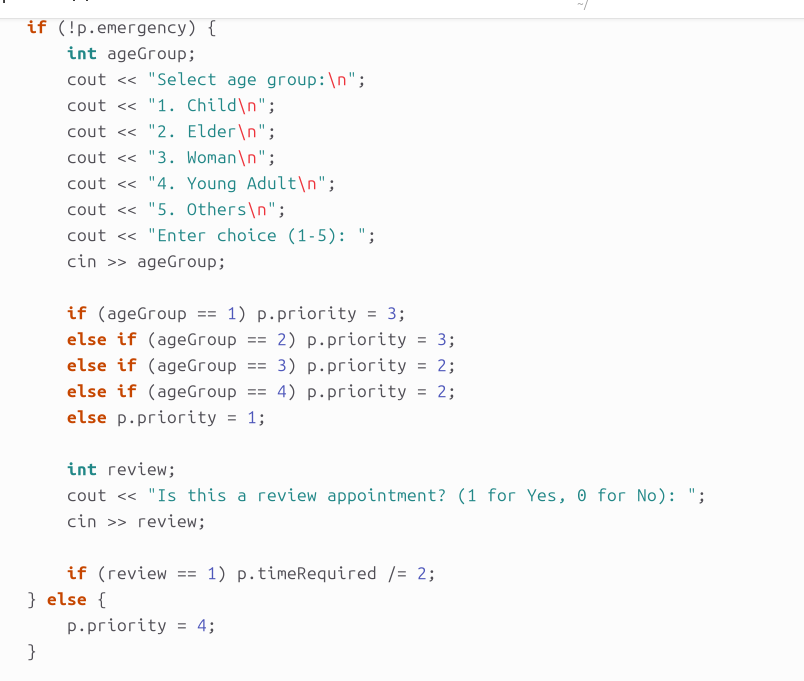 ~/
if (!p.emergency) {
    int ageGroup;
    cout << "Select age group:\n";
    cout << "1. Child\n";
    cout << "2. Elder\n";
    cout << "3. Woman\n";
    cout << "4. Young Adult\n";
    cout << "5. Others\n";
    cout << "Enter choice (1-5): ";
    cin >> ageGroup;

    if (ageGroup == 1) p.priority = 3;
    else if (ageGroup == 2) p.priority = 3;
    else if (ageGroup == 3) p.priority = 2;
    else if (ageGroup == 4) p.priority = 2;
    else p.priority = 1;

    int review;
    cout << "Is this a review appointment? (1 for Yes, 0 for No): ";
    cin >> review;

    if (review == 1) p.timeRequired /= 2;
} else {
    p.priority = 4;
}